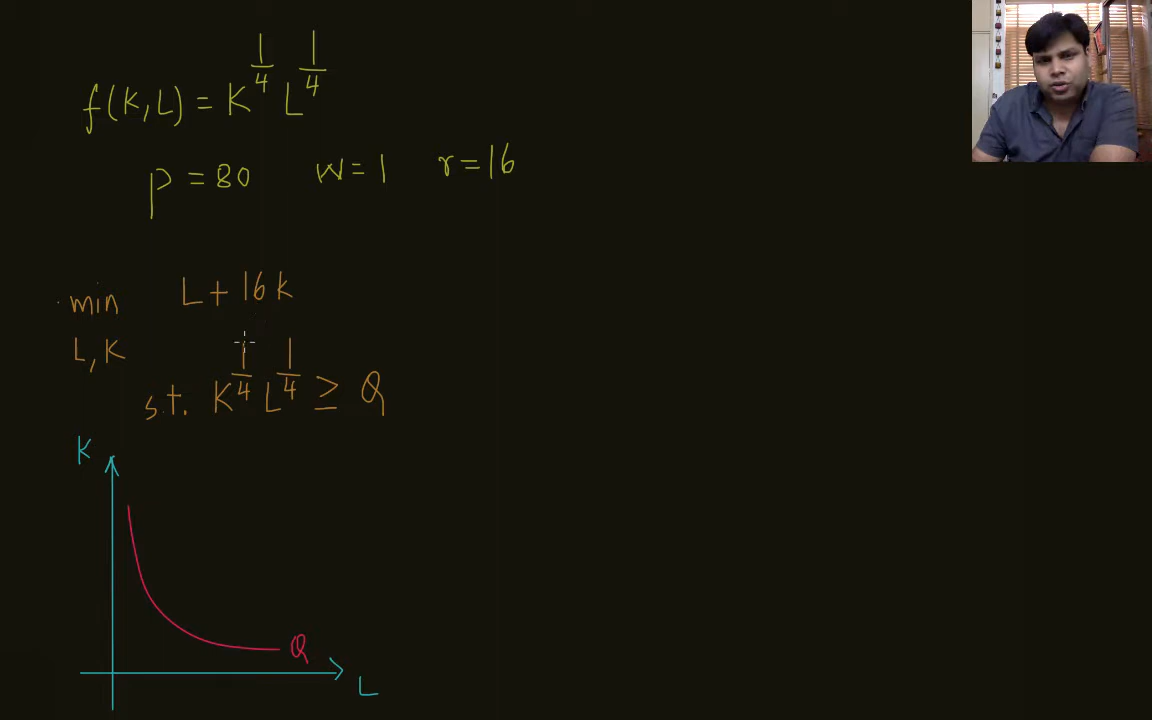 f(K,L) = K^{1/4} L^{1/4}
p = 80 w = 1 r = 16
min L + 16K
L, K
s.t. K^{1/4} L^{1/4} ≥ Q
K
Q
L